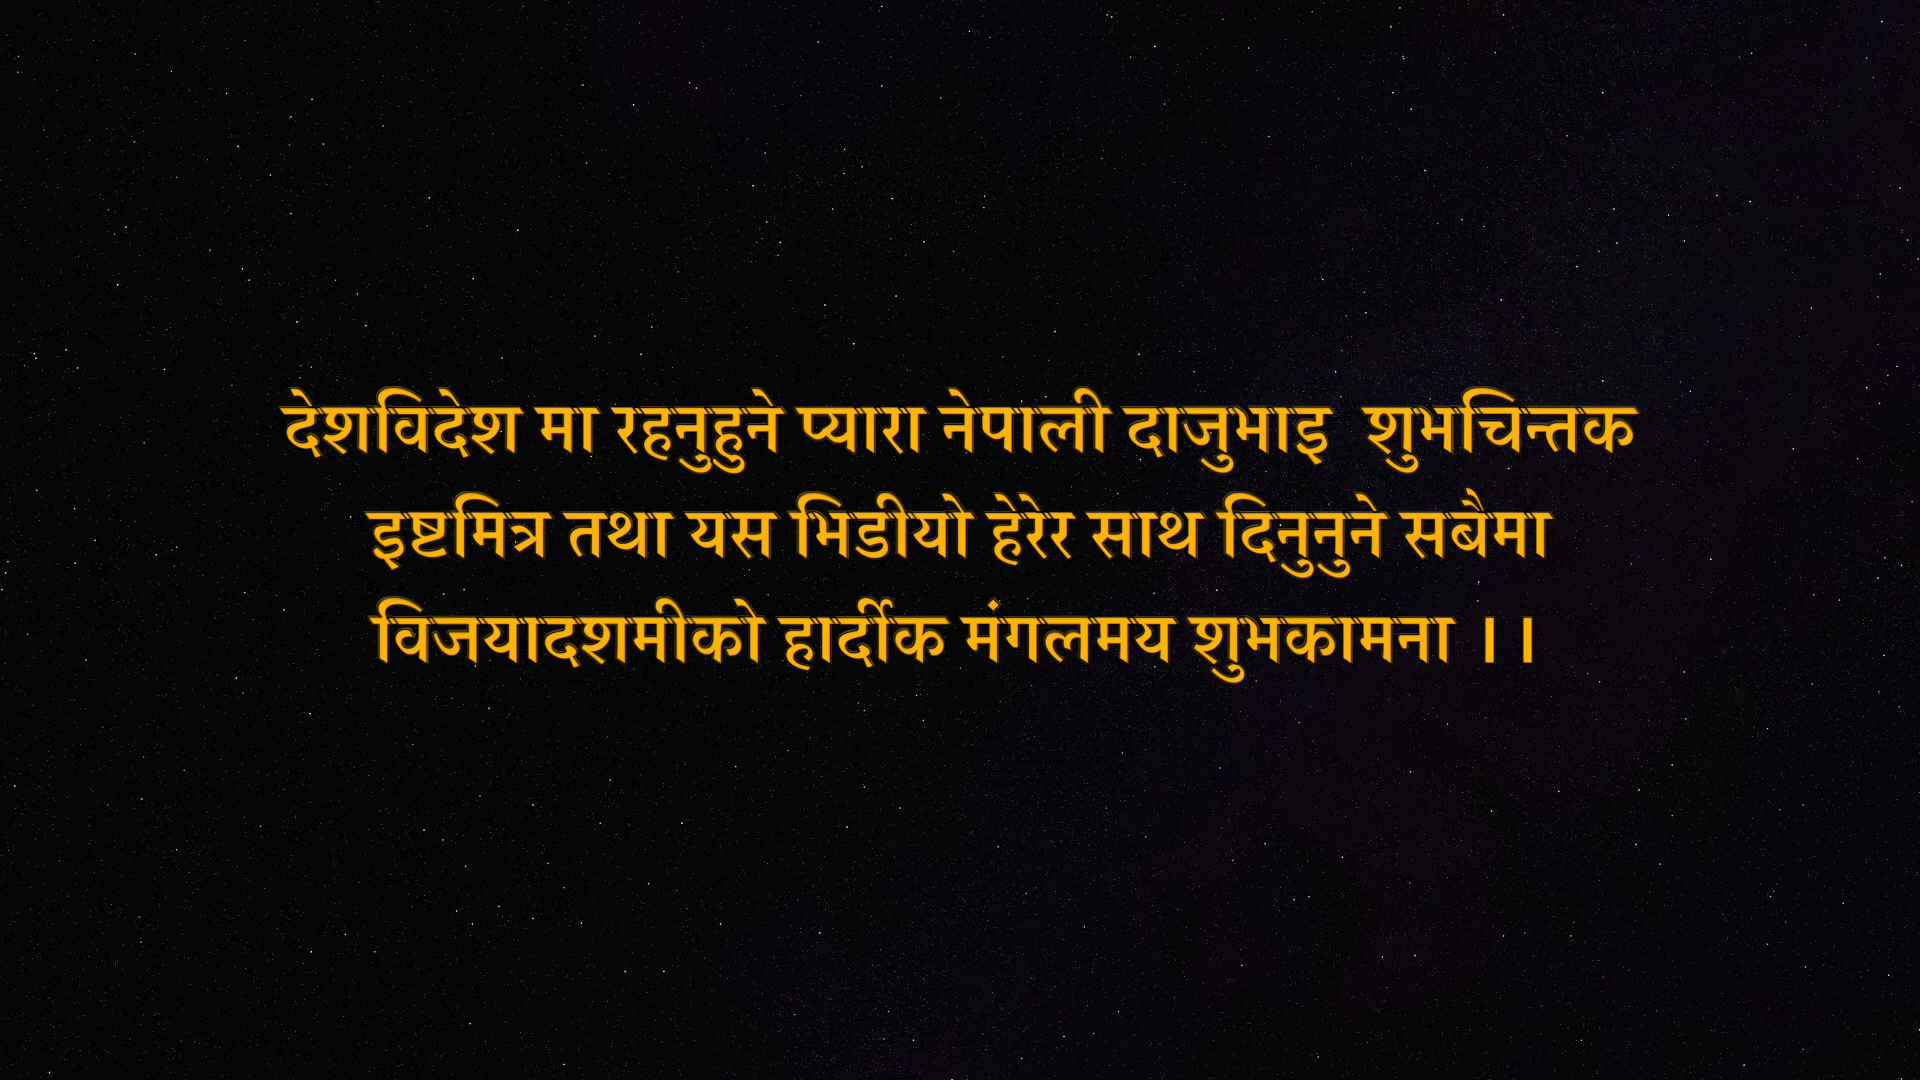 देशविदेश मा रहनुहुने प्यारा नेपाली दाजुभाइ  शुभचिन्तक
इष्टमित्र तथा यस भिडीयो हेरेर साथ दिनुनुने सबैमा
विजयादशमीको हार्दीक मंगलमय शुभकामना ।।